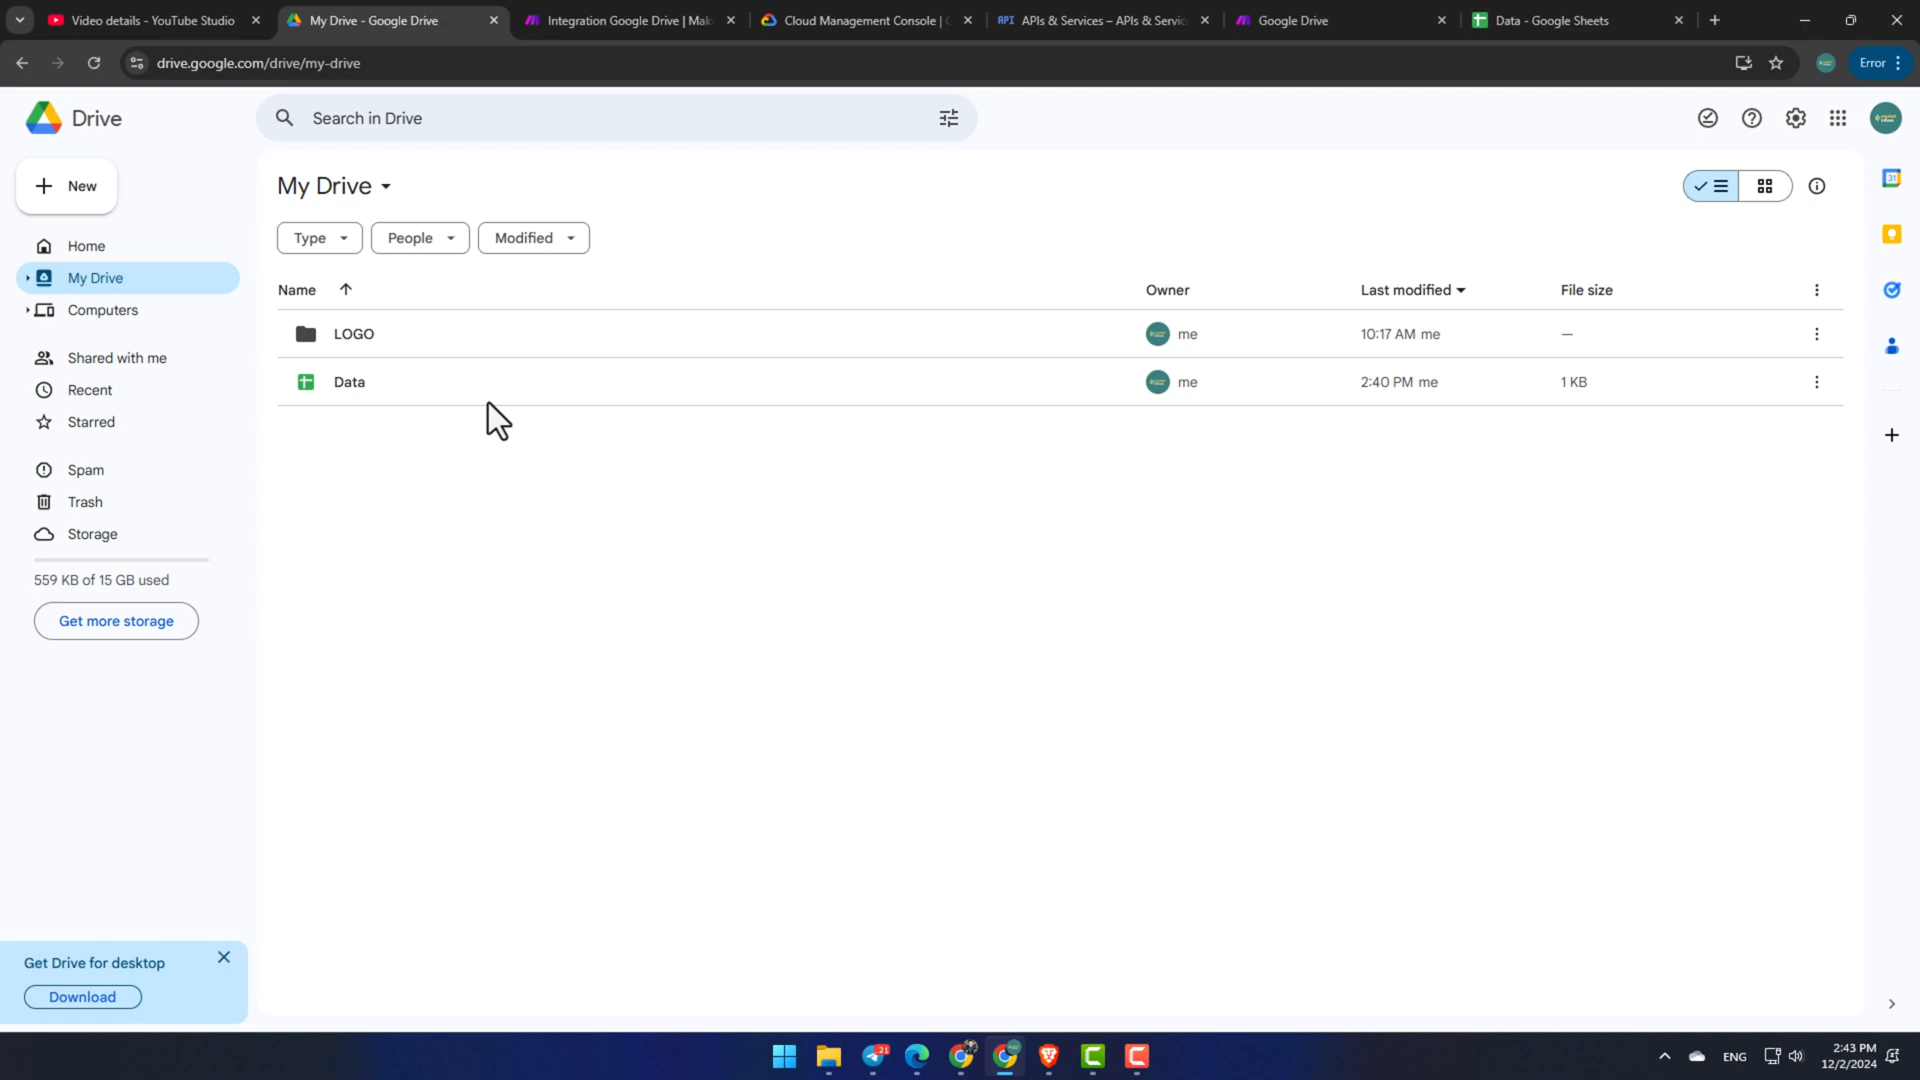 Video details - YouTube Studio
My Drive - Google Drive
Integration Google Drive | Mak
Cloud Management Console |
API APIs & Services – APIs & Servic
Google Drive
Data - Google Sheets
drive.google.com/drive/my-drive
Error
Drive
Search in Drive
New
My Drive
Type
People
Modified
Home
My Drive
Computers
Shared with me
Recent
Starred
Spam
Trash
Storage
559 KB of 15 GB used
Get more storage
Name
Owner
Last modified
File size
LOGO
me
10:17 AM me
—
Data
me
2:40 PM me
1 KB
31
Get Drive for desktop
Download
21
ENG
2:43 PM
12/2/2024